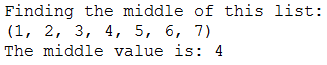 Finding the middle of this list:
(1, 2, 3, 4, 5, 6, 7)
The middle value is: 4